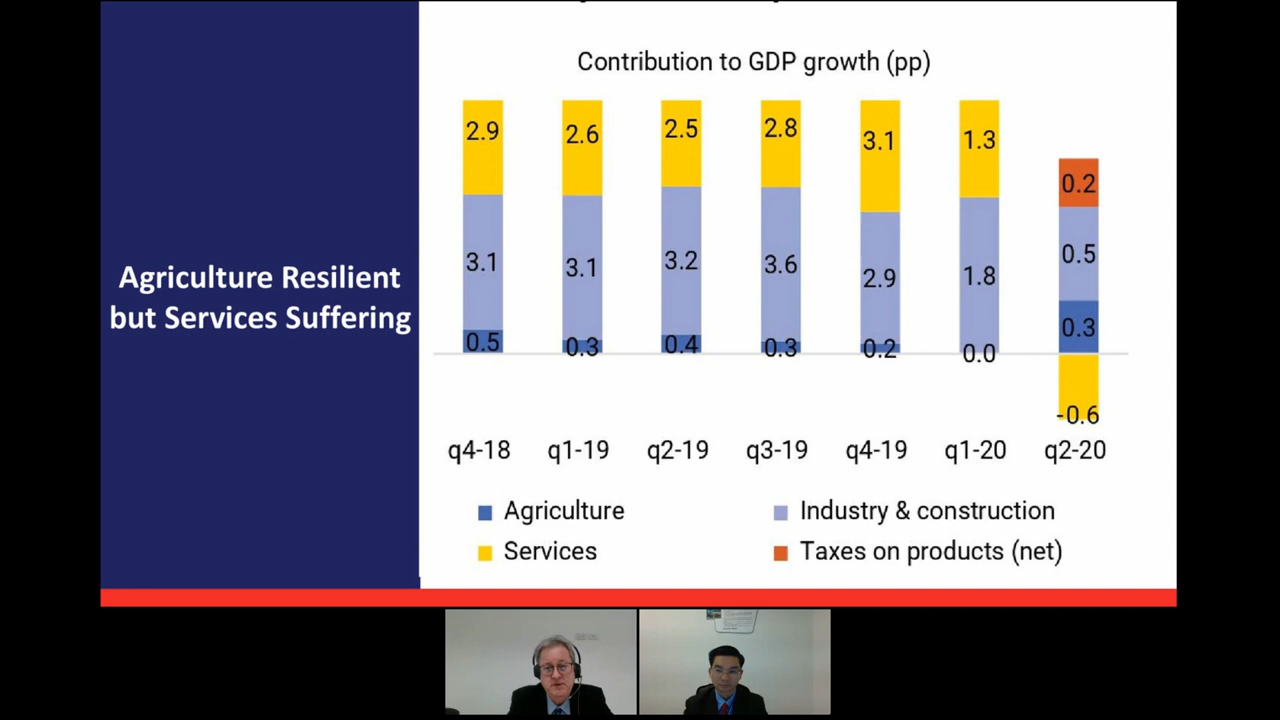 Agriculture Resilient
but Services Suffering
Contribution to GDP growth (pp)
2.9 2.6 2.5 2.8 3.1 1.3
0.2
3.1 3.1 3.2 3.6 2.9 1.8 0.5
0.5 0.3 0.4 0.3 0.2 0.0 0.3
-0.6
q4-18 q1-19 q2-19 q3-19 q4-19 q1-20 q2-20
Agriculture Industry & construction
Services Taxes on products (net)